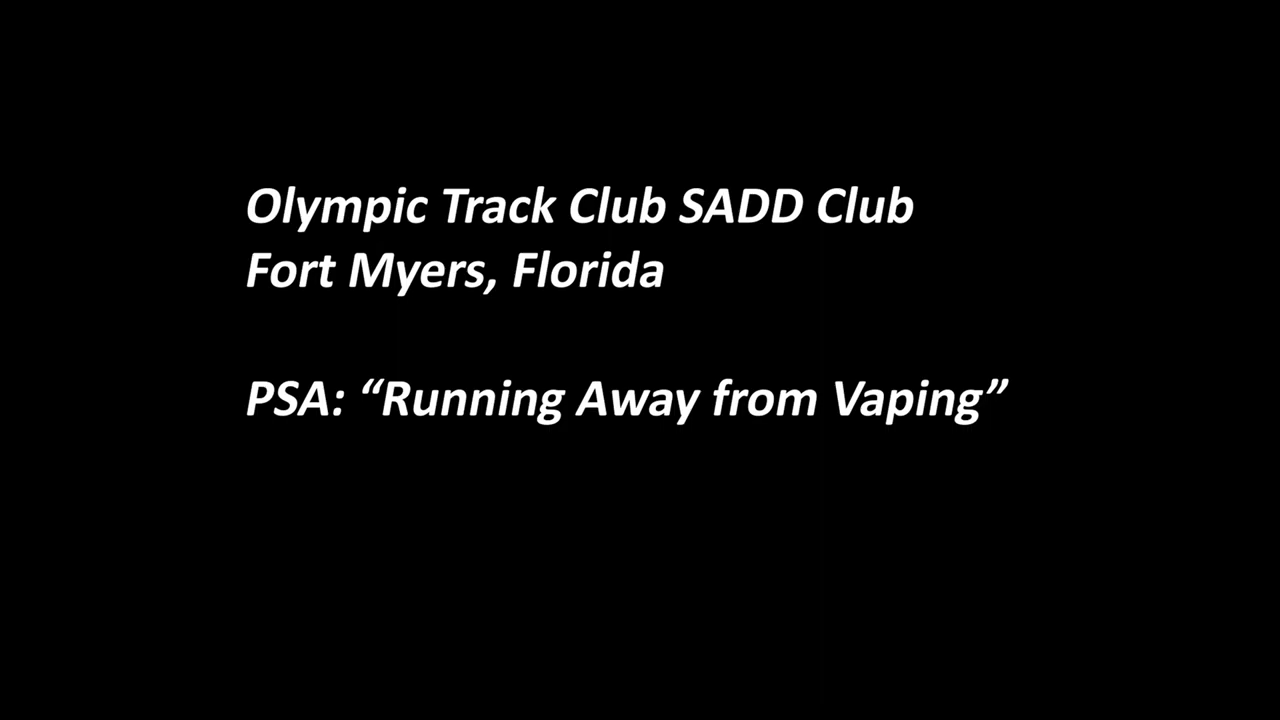 Olympic Track Club SADD Club
Fort Myers, Florida
PSA: “Running Away from Vaping”